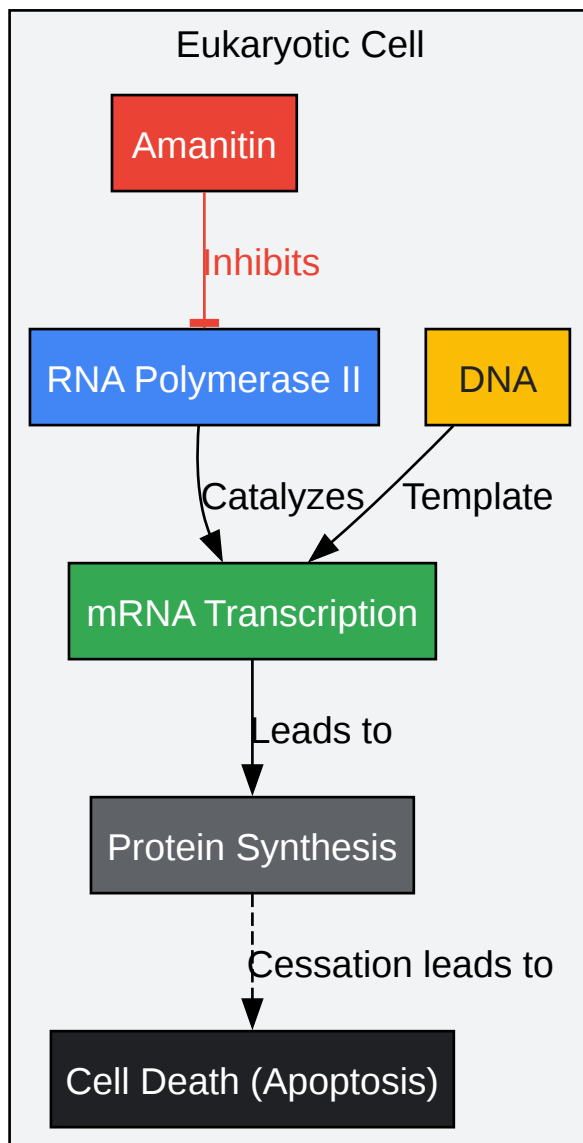 Eukaryotic Cell
Amanitin
Inhibits
RNA Polymerase II
DNA
Catalyzes
Template
mRNA Transcription
Leads to
Protein Synthesis
Cessation leads to
Cell Death (Apoptosis)